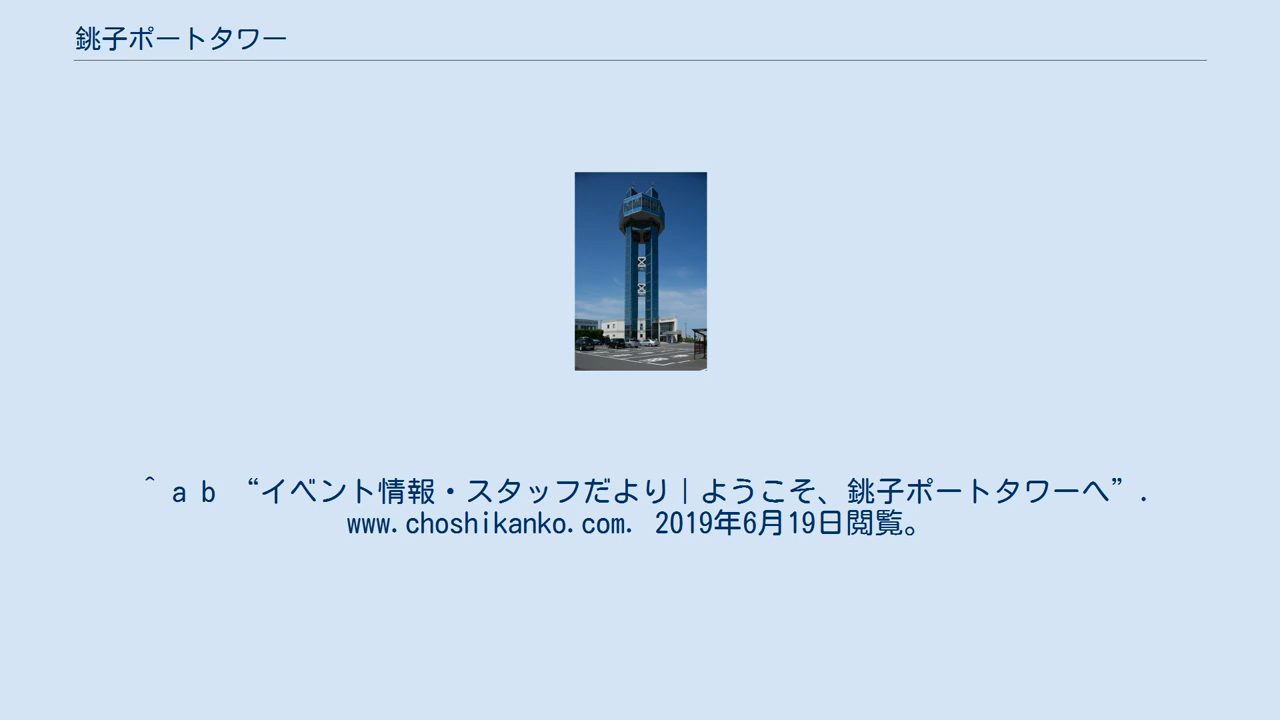 銚子ポートタワー
^ a b “イベント情報・スタッフだより｜ようこそ、銚子ポートタワーへ”.
www.choshikanko.com. 2019年6月19日閲覧。